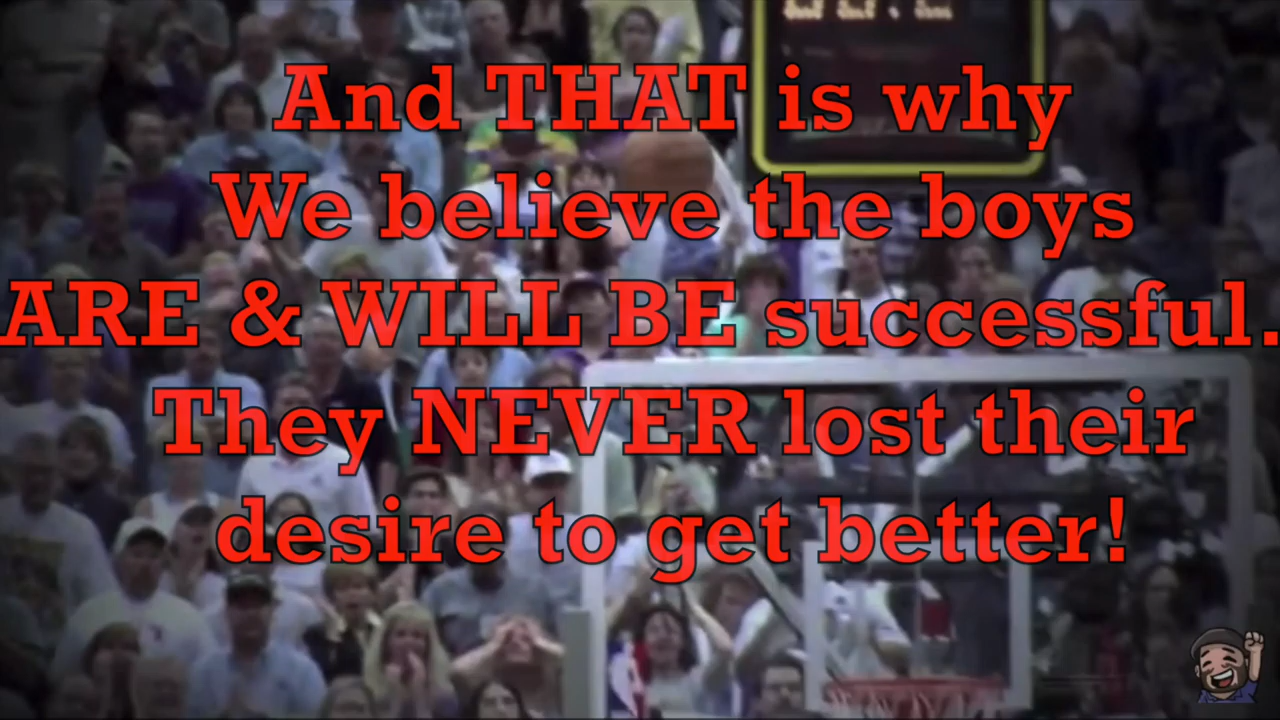 And THAT is why
We believe the boys
ARE & WILL BE successful.
They NEVER lost their
desire to get better!